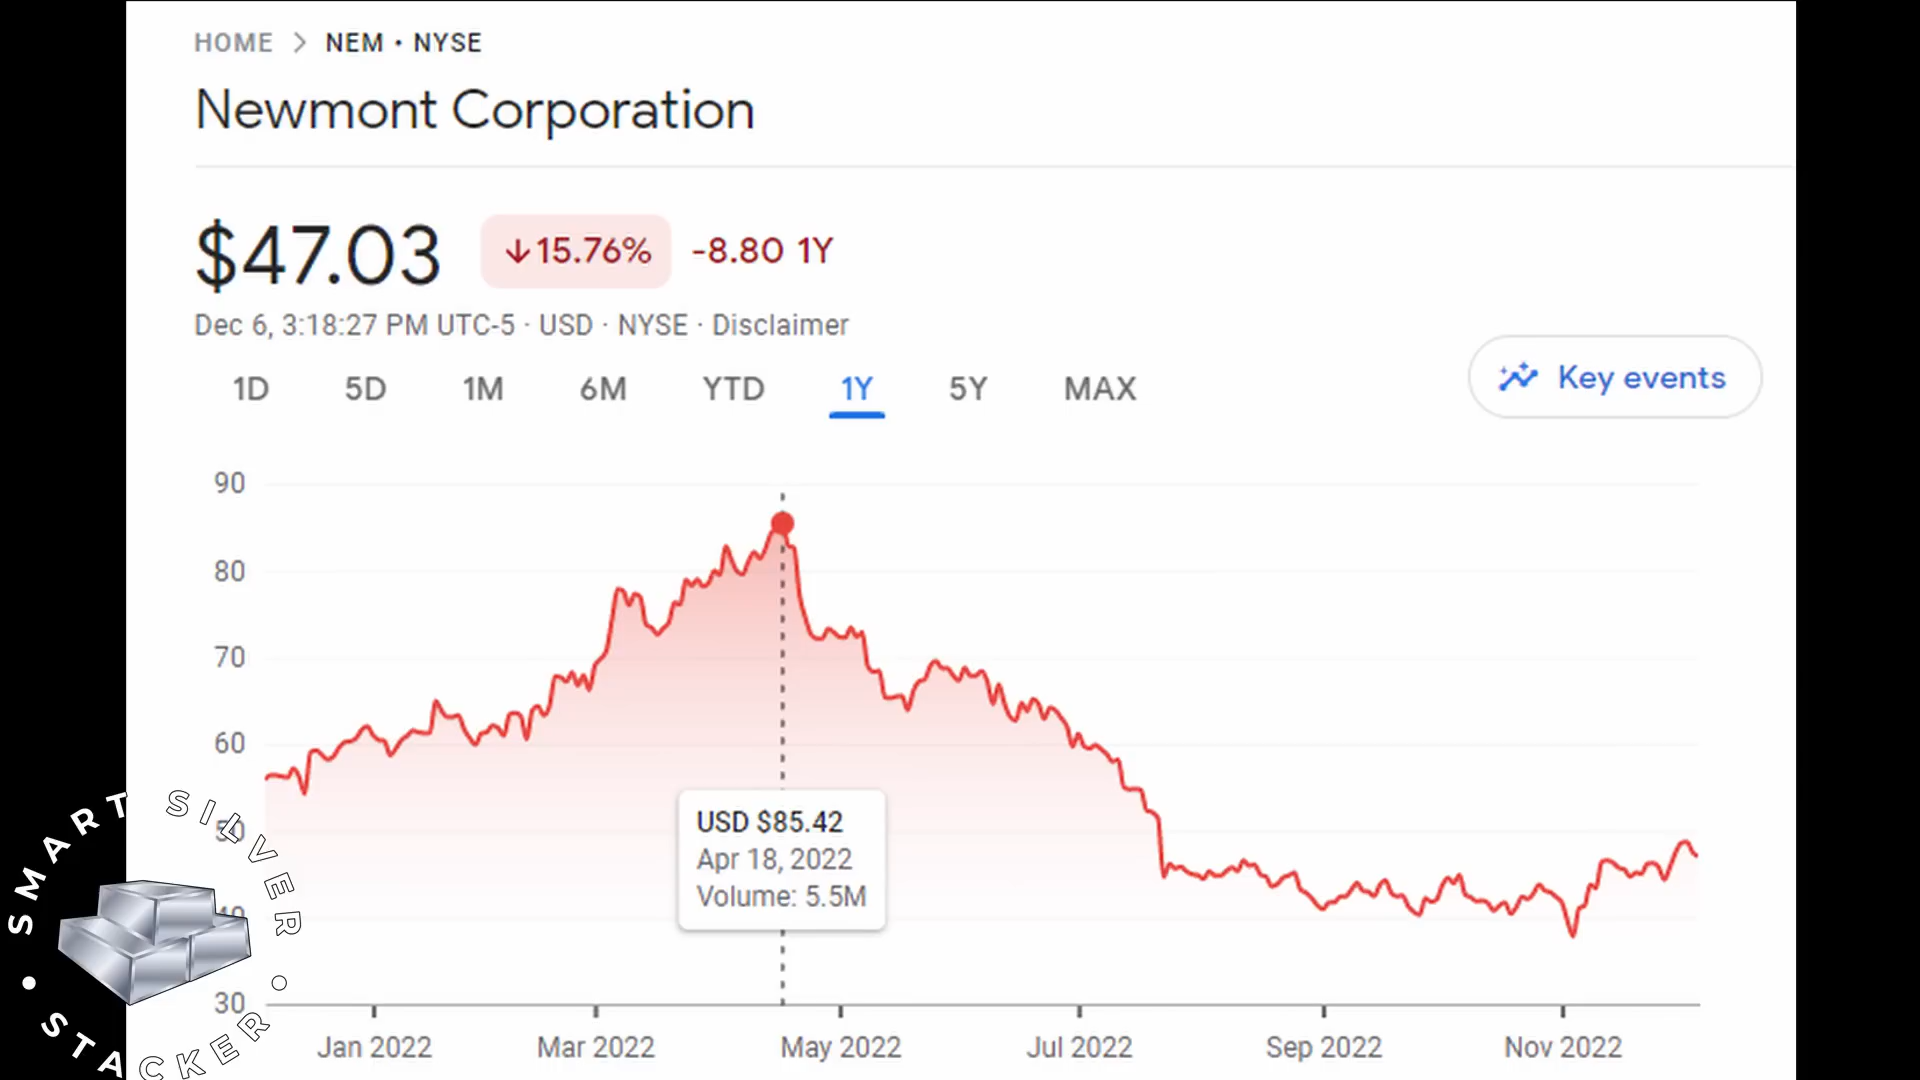 HOME > NEM • NYSE
Newmont Corporation
$47.03 ↓15.76% -8.80 1Y
Dec 6, 3:18:27 PM UTC-5 · USD · NYSE · Disclaimer
Key events
1D 5D 1M 6M YTD 1Y 5Y MAX
90
80
70
60
50
40
30
USD $85.42
Apr 18, 2022
Volume: 5.5M
Jan 2022 Mar 2022 May 2022 Jul 2022 Sep 2022 Nov 2022
SMART SILVER • STACKER •